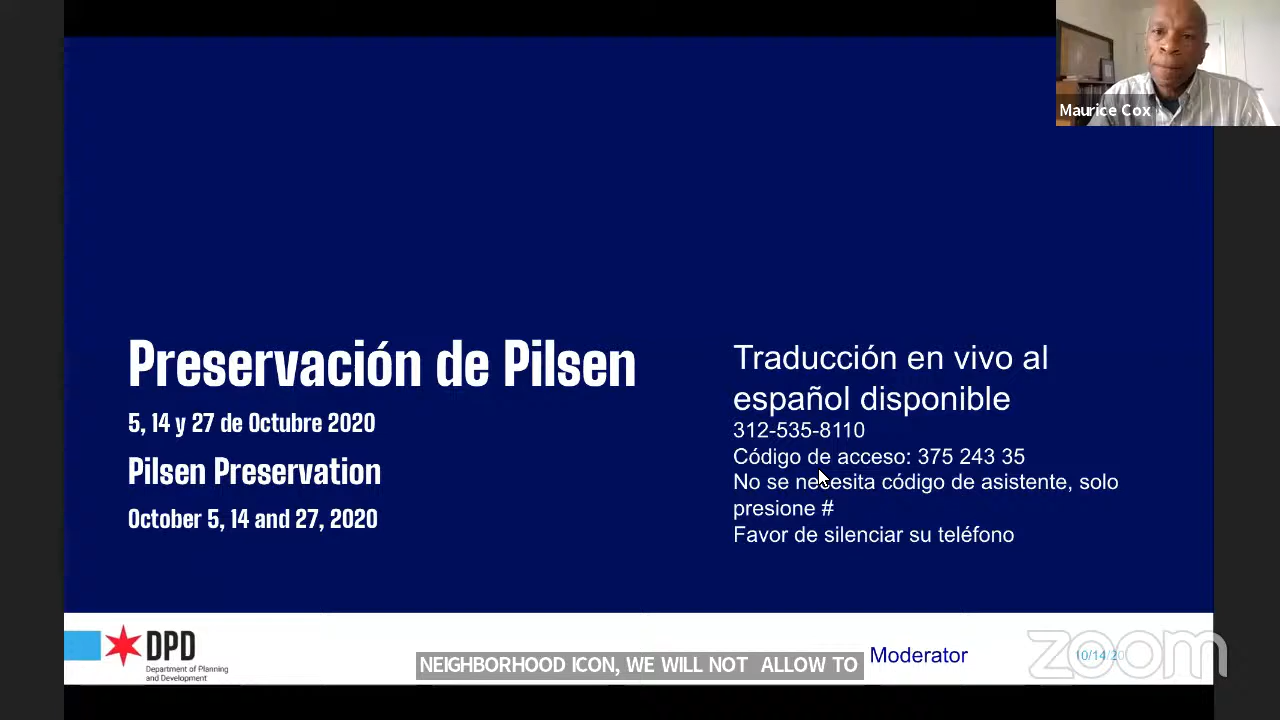 Maurice Cox
Preservación de Pilsen
5, 14 y 27 de Octubre 2020
Pilsen Preservation
October 5, 14 and 27, 2020
Traducción en vivo al
español disponible
312-535-8110
Código de acceso: 375 243 35
No se necesita código de asistente, solo
presione #
Favor de silenciar su teléfono
DPD
Department of Planning
and Development
NEIGHBORHOOD ICON, WE WILL NOT ALLOW TO
Moderator
10/14/20
zoom